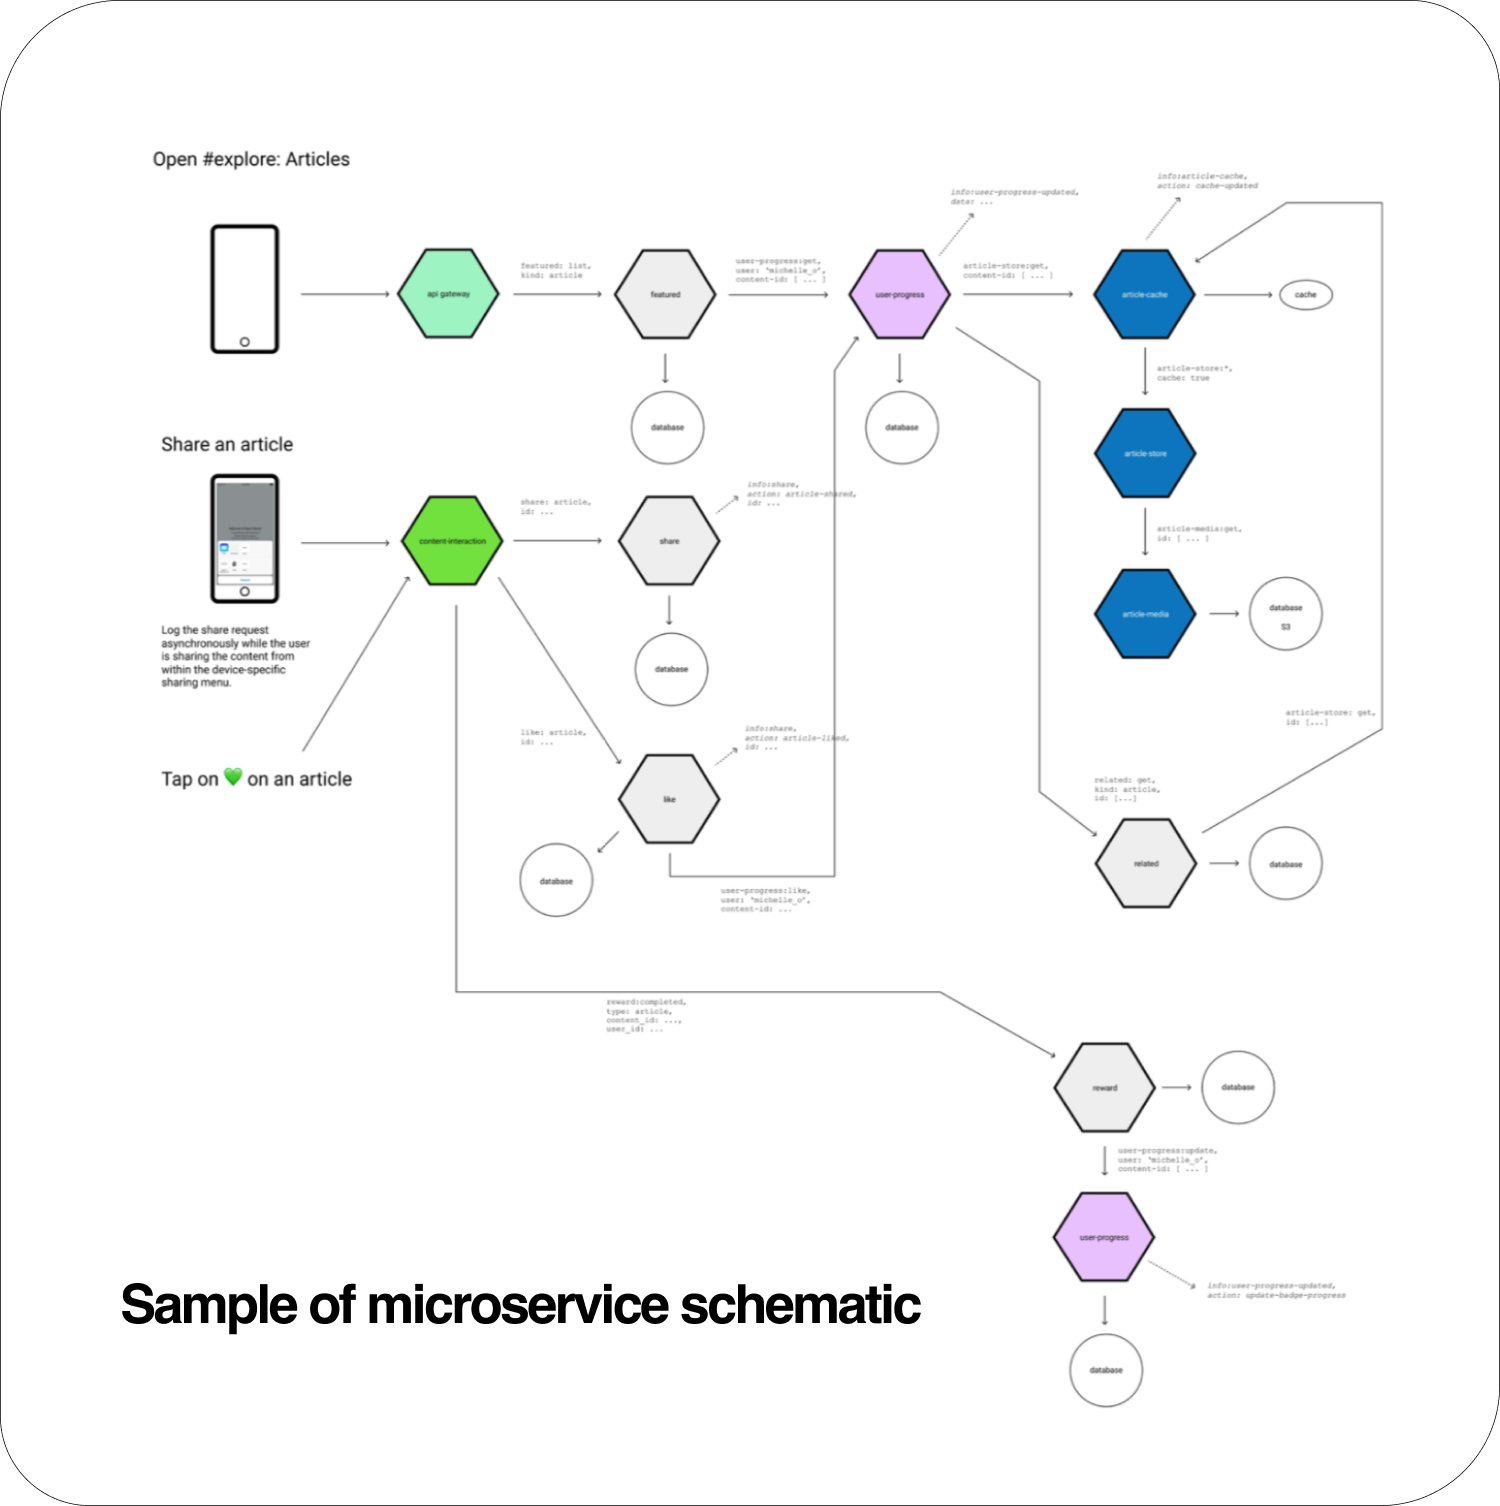 Open #explore: Articles
info:article-cache,
action: cache-updated
info:user-progress-updated,
data: ...
api gateway
featured: list,
kind: article
featured
user-progress:get,
user: 'michelle_o',
content-id: [ ... ]
user-progress
article-store:get,
content-id: [ ... ]
article-cache
cache
database
database
article-store:*,
cache: true
article-store
article-media:get,
id: [ ... ]
article-media
database
S3
Share an article
content-interaction
share: article,
id: ...
share
info:share,
action: article-shared,
id: ...
database
Log the share request
asynchronously while the user
is sharing the content from
within the device-specific
sharing menu.
Tap on 💚 on an article
like: article,
id: ...
like
info:share,
action: article-liked,
id: ...
database
user-progress:like,
user: 'michelle_o',
content-id: ...
article-store: get,
id: [...]
related: get,
kind: article,
id: [...]
related
database
reward:completed,
type: article,
content_id: ...,
user_id: ...
reward
database
user-progress:update,
user: 'michelle_o',
content-id: [ ... ]
user-progress
info:user-progress-updated,
action: update-badge-progress
database
Sample of microservice schematic